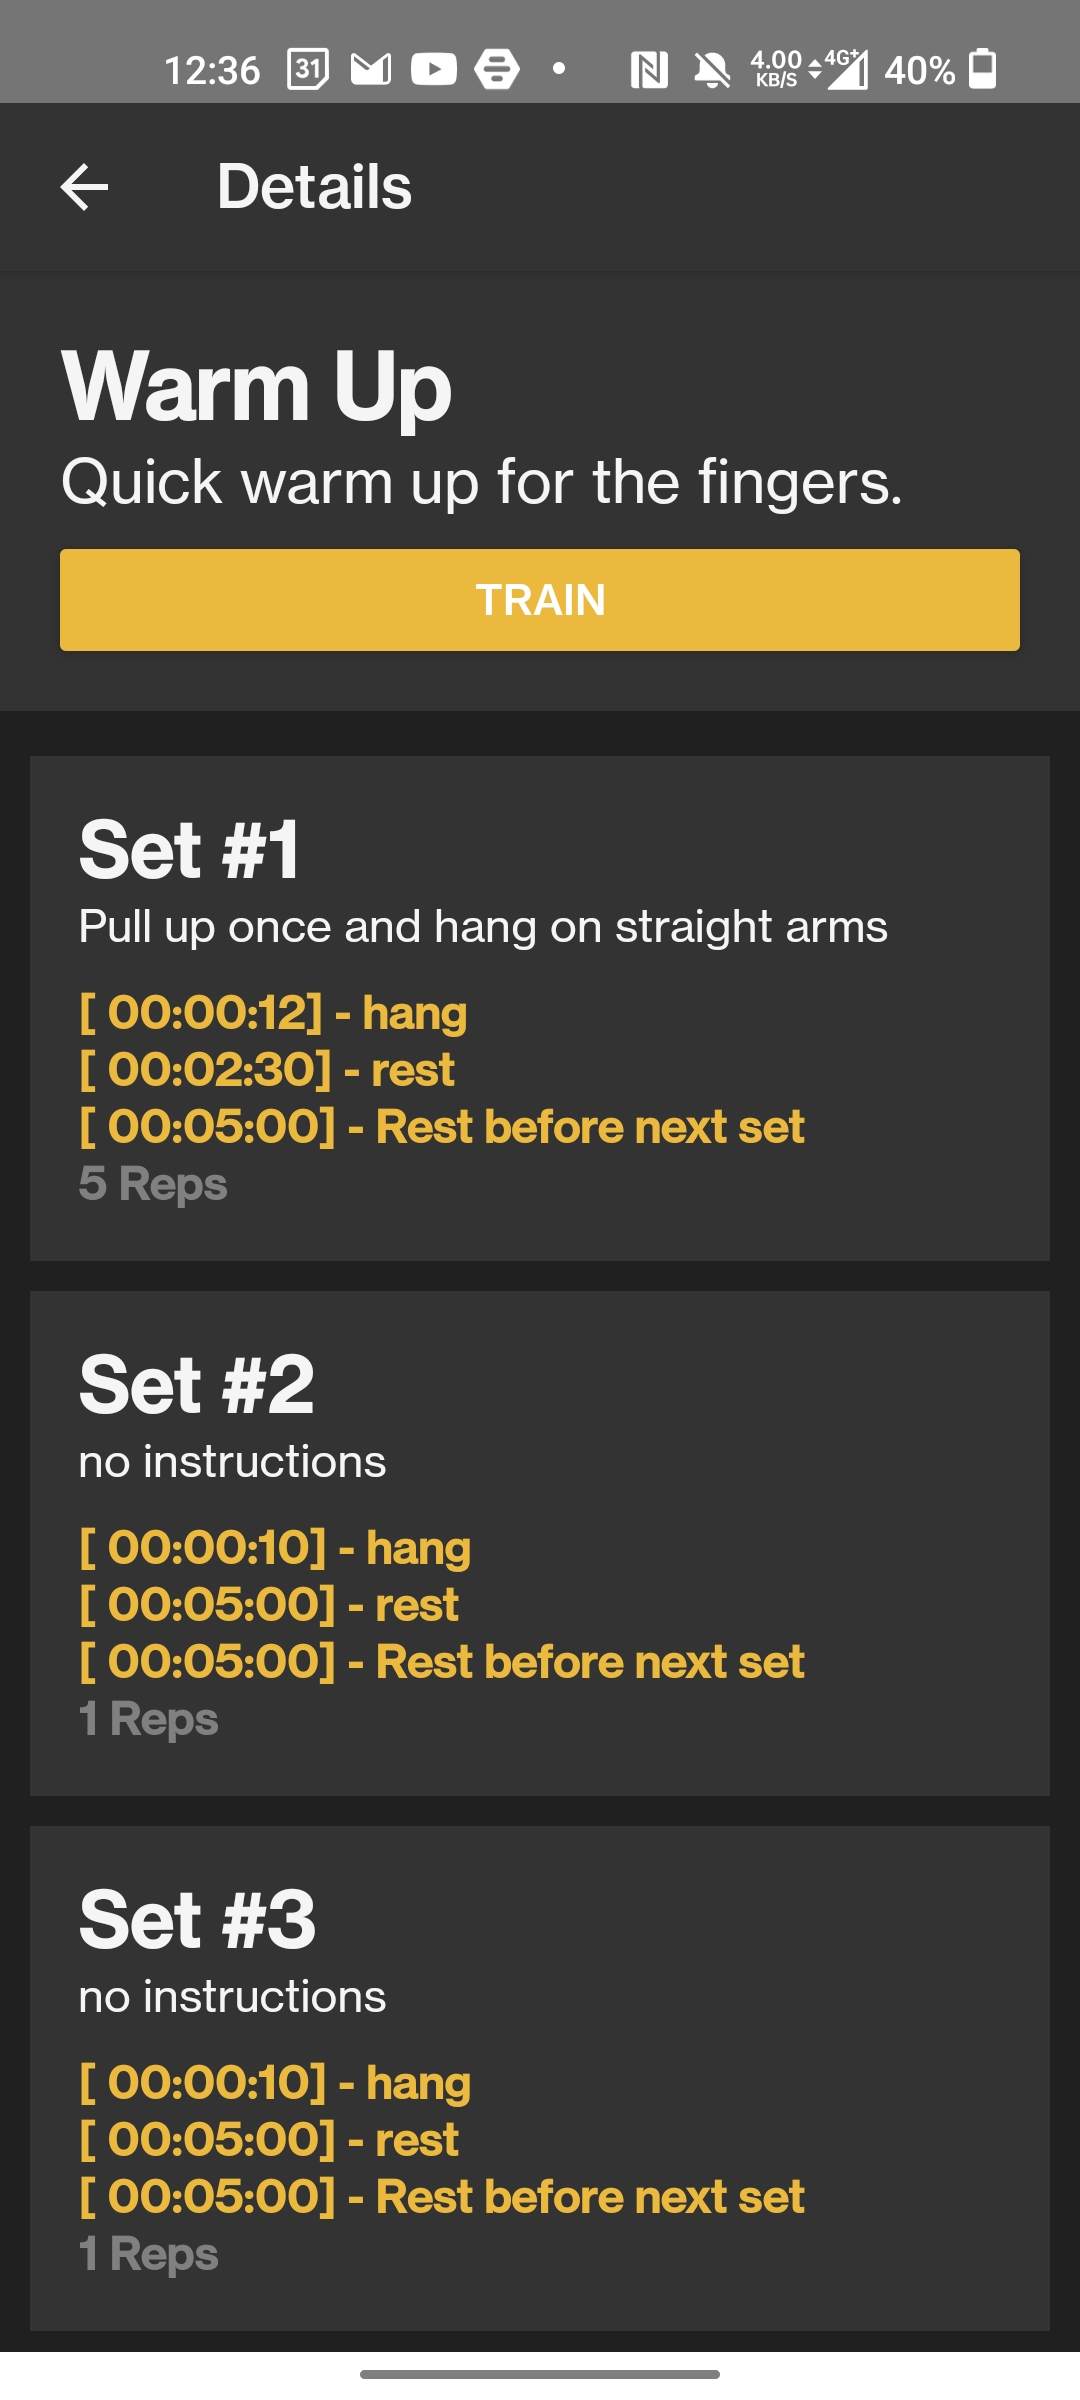 12:36 31 4.00 KB/S 4G+ 40%
Details
Warm Up
Quick warm up for the fingers.
TRAIN
Set #1
Pull up once and hang on straight arms
[ 00:00:12] - hang
[ 00:02:30] - rest
[ 00:05:00] - Rest before next set
5 Reps
Set #2
no instructions
[ 00:00:10] - hang
[ 00:05:00] - rest
[ 00:05:00] - Rest before next set
1 Reps
Set #3
no instructions
[ 00:00:10] - hang
[ 00:05:00] - rest
[ 00:05:00] - Rest before next set
1 Reps